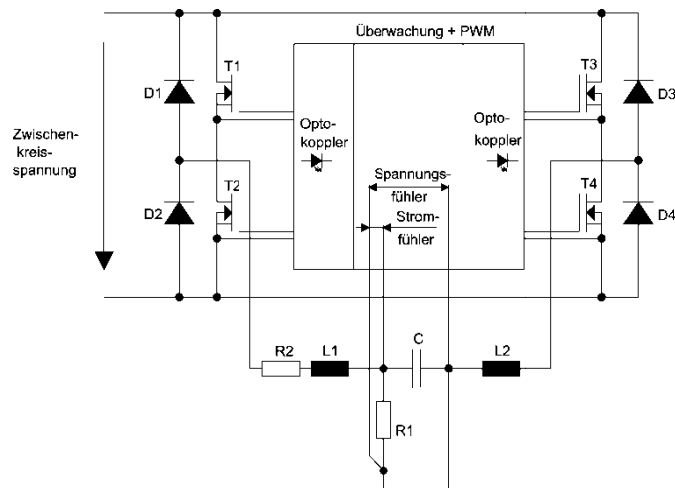 Überwachung + PWM
T1
T3
D1
D3
Opto-
koppler
Opto-
koppler
Zwischen-
kreis-
spannung
Spannungs-
fühler
T2
T4
D2
D4
Strom-
fühler
R2
L1
C
L2
R1